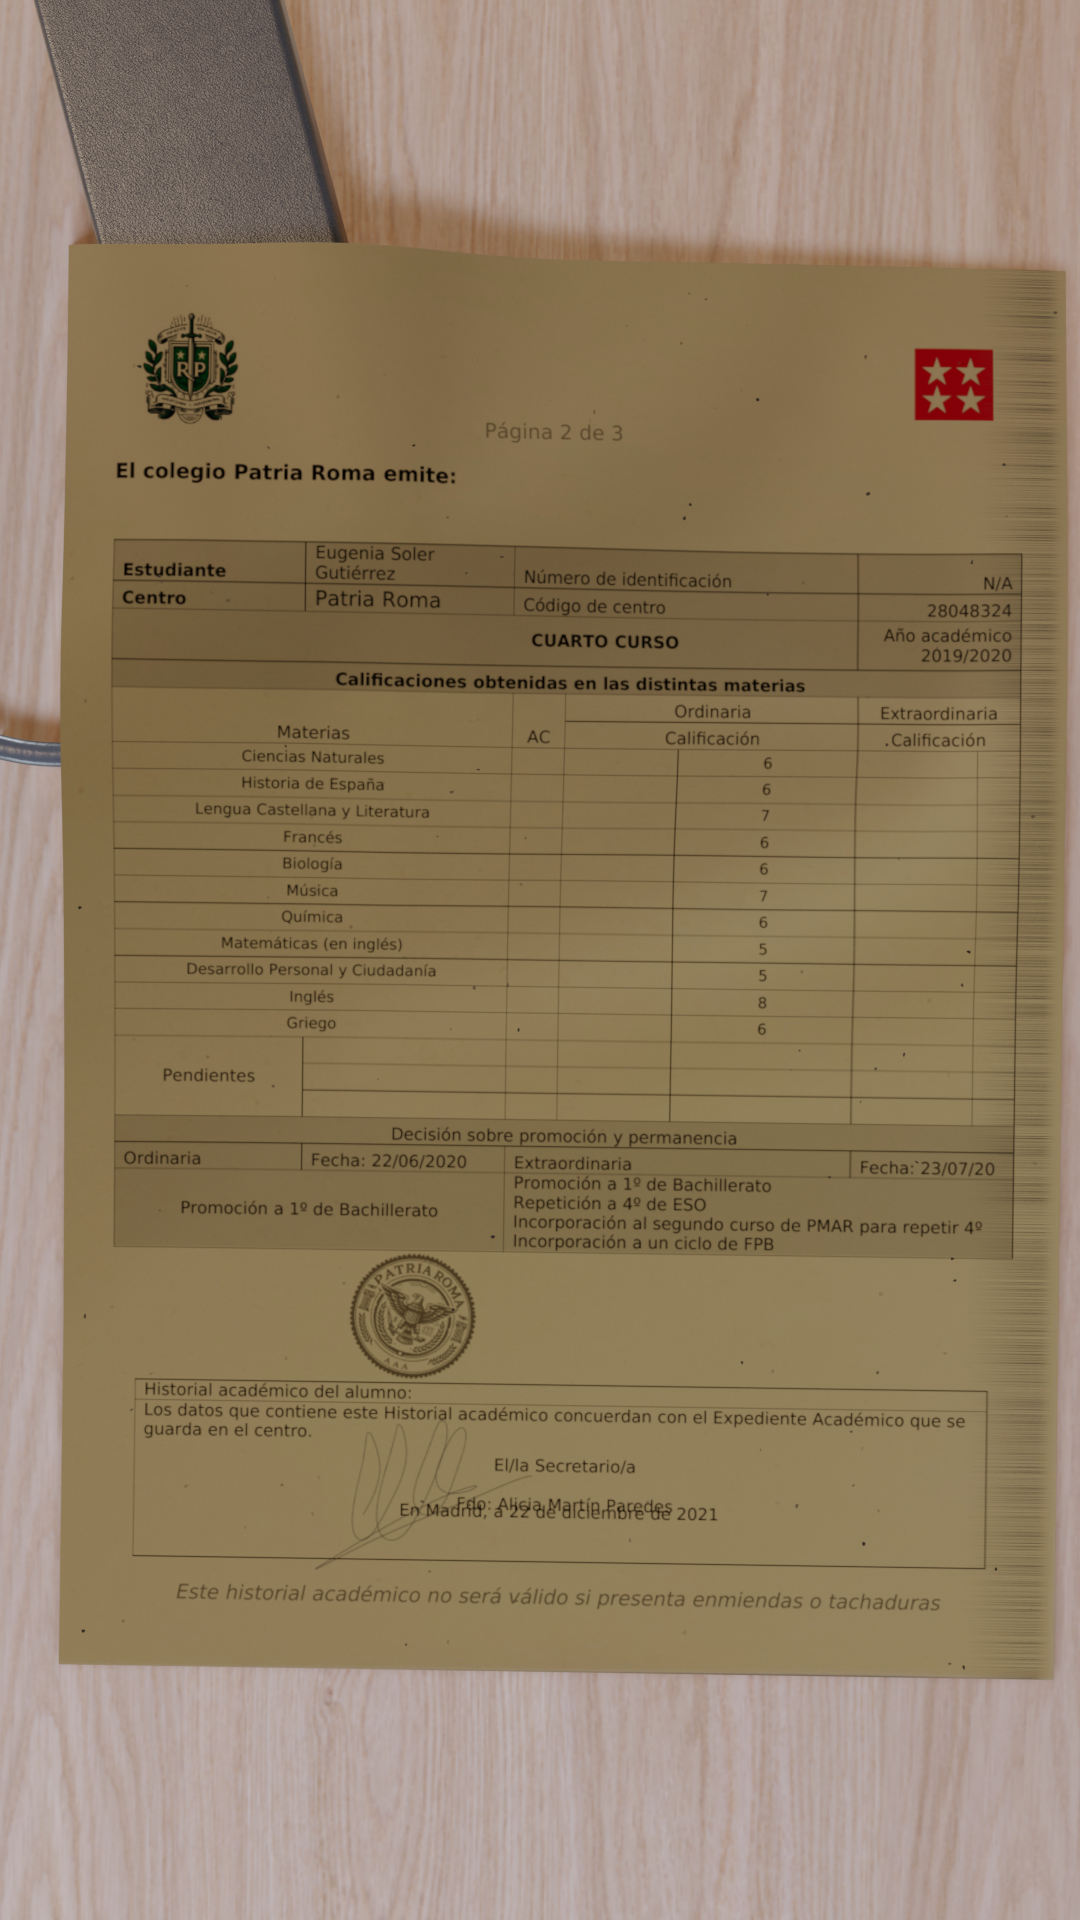 RP
Página 2 de 3
El colegio Patria Roma emite:
Estudiante Eugenia Soler Gutiérrez Número de identificación N/A
Centro Patria Roma Código de centro 28048324
CUARTO CURSO Año académico 2019/2020
Calificaciones obtenidas en las distintas materias
Materias AC Ordinaria Extraordinaria
Calificación Calificación
Ciencias Naturales 6
Historia de España 6
Lengua Castellana y Literatura 7
Francés 6
Biología 6
Música 7
Química 6
Matemáticas (en inglés) 5
Desarrollo Personal y Ciudadanía 5
Inglés 8
Griego 6
Pendientes
Decisión sobre promoción y permanencia
Ordinaria Fecha: 22/06/2020 Extraordinaria Fecha: 23/07/20
Promoción a 1º de Bachillerato
Promoción a 1º de Bachillerato
Repetición a 4º de ESO
Incorporación al segundo curso de PMAR para repetir 4º
Incorporación a un ciclo de FPB
PATRIA ROMA
AAA
Historial académico del alumno:
Los datos que contiene este Historial académico concuerdan con el Expediente Académico que se
guarda en el centro.
El/la Secretario/a
Fdo: Alicia Martín Paredes
En Madrid, a 22 de diciembre de 2021
Este historial académico no será válido si presenta enmiendas o tachaduras